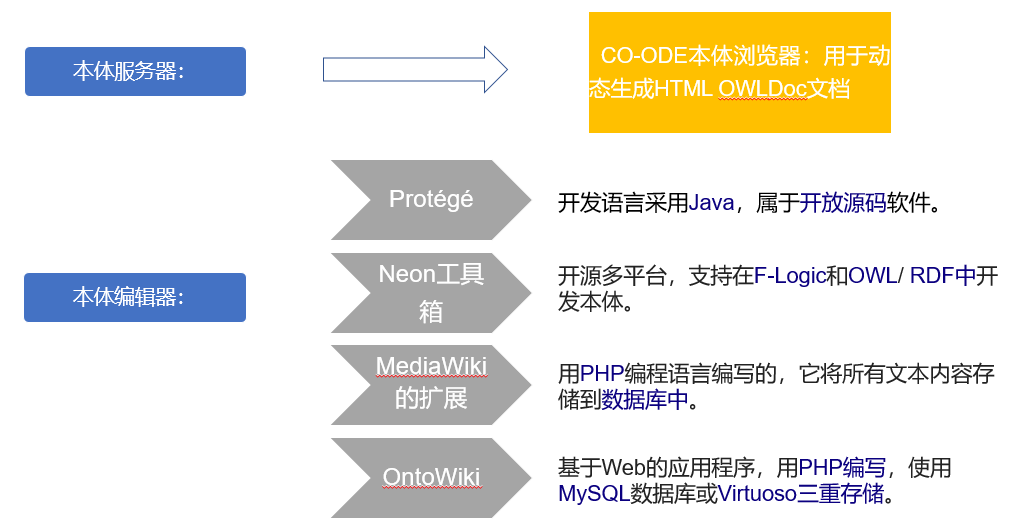 本体服务器：
CO-ODE本体浏览器：用于动
态生成HTML OWLDoc文档
Protégé
开发语言采用Java，属于开放源码软件。
本体编辑器：
Neon工具
箱
开源多平台，支持在F-Logic和OWL/ RDF中开
发本体。
MediaWiki
的扩展
用PHP编程语言编写的，它将所有文本内容存
储到数据库中。
OntoWiki
基于Web的应用程序，用PHP编写，使用
MySQL数据库或Virtuoso三重存储。